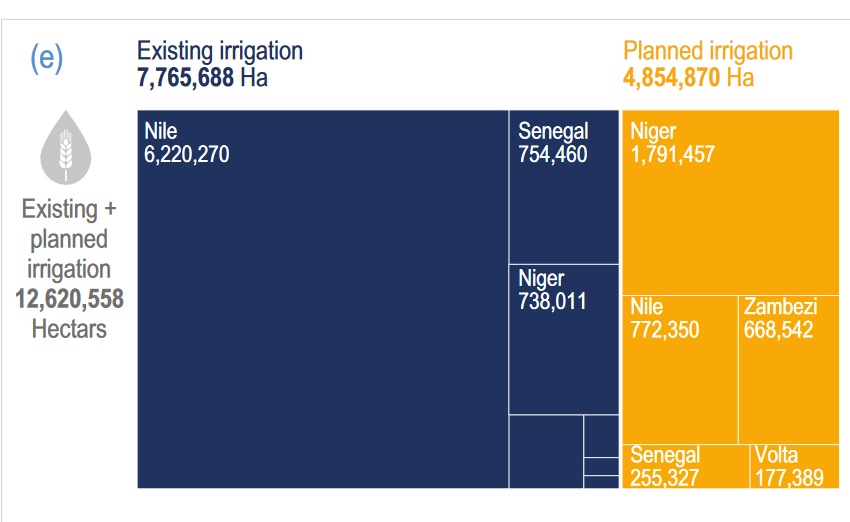 (e)
Existing irrigation
7,765,688 Ha
Planned irrigation
4,854,870 Ha
Existing +
planned
irrigation
12,620,558
Hectars
Nile
6,220,270
Senegal
754,460
Niger
738,011
Niger
1,791,457
Nile
772,350
Zambezi
668,542
Senegal
255,327
Volta
177,389